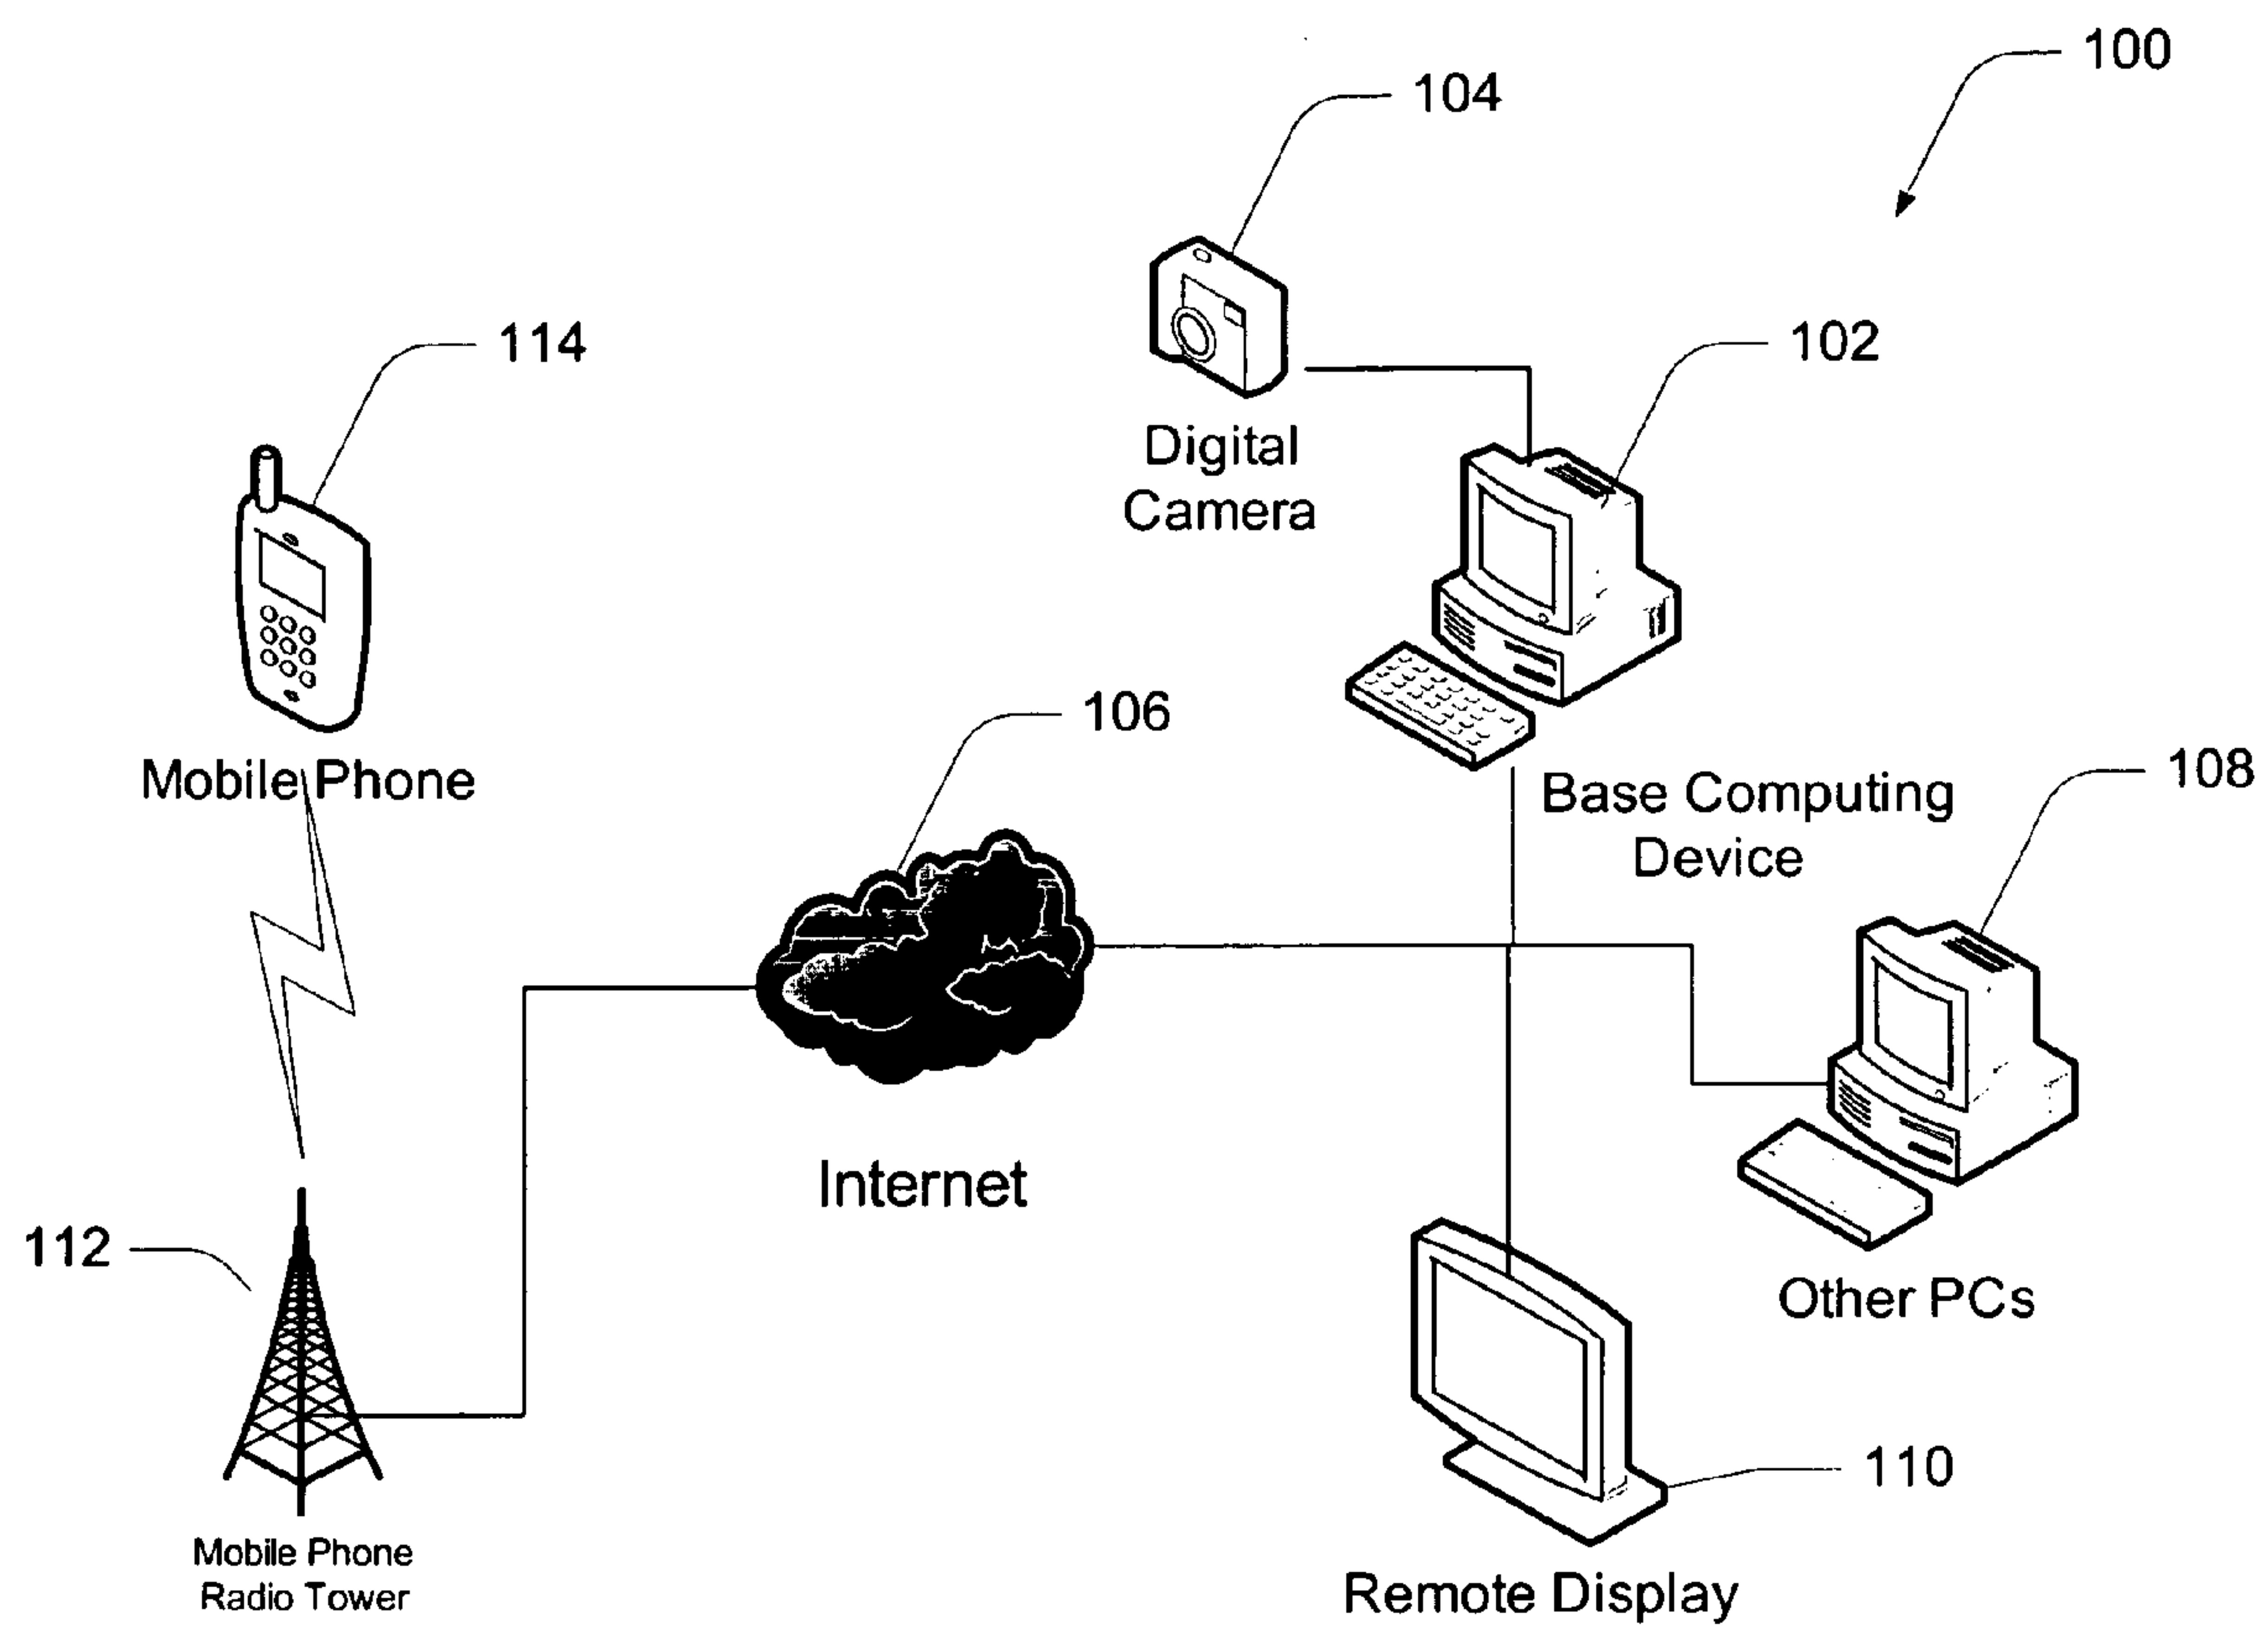 100
104
114
102
Digital
Camera
106
Mobile Phone
108
Base Computing
Device
Internet
112
Other PCs
110
Mobile Phone
Radio Tower
Remote Display